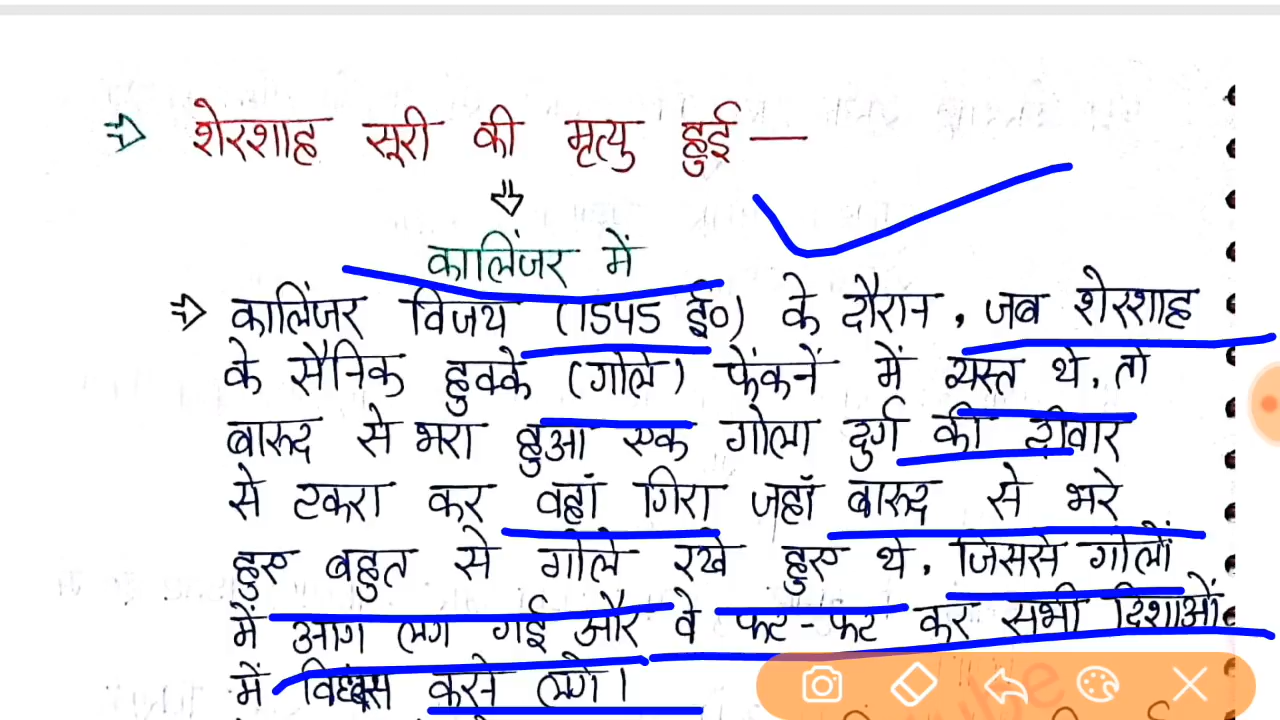 ⇒ शेरशाह सूरी की मृत्यु हुई —
⇓
कालिंजर में
⇒ कालिंजर विजय (1545 ई०) के दौरान, जब शेरशाह
के सैनिक हुक्के (गोले) फेंकनें में व्यस्त थे, तो
बारुद से भरा हुआ एक गोला दुर्ग की दीवार
से टकरा कर वहाँ गिरा जहाँ बारुद से भरे
हुए बहुत से गोले रखे हुए थे, जिससे गोलों
में आग लग गई और वे फट-फट कर सभी दिशाओं
में विध्वंस करने लगे।